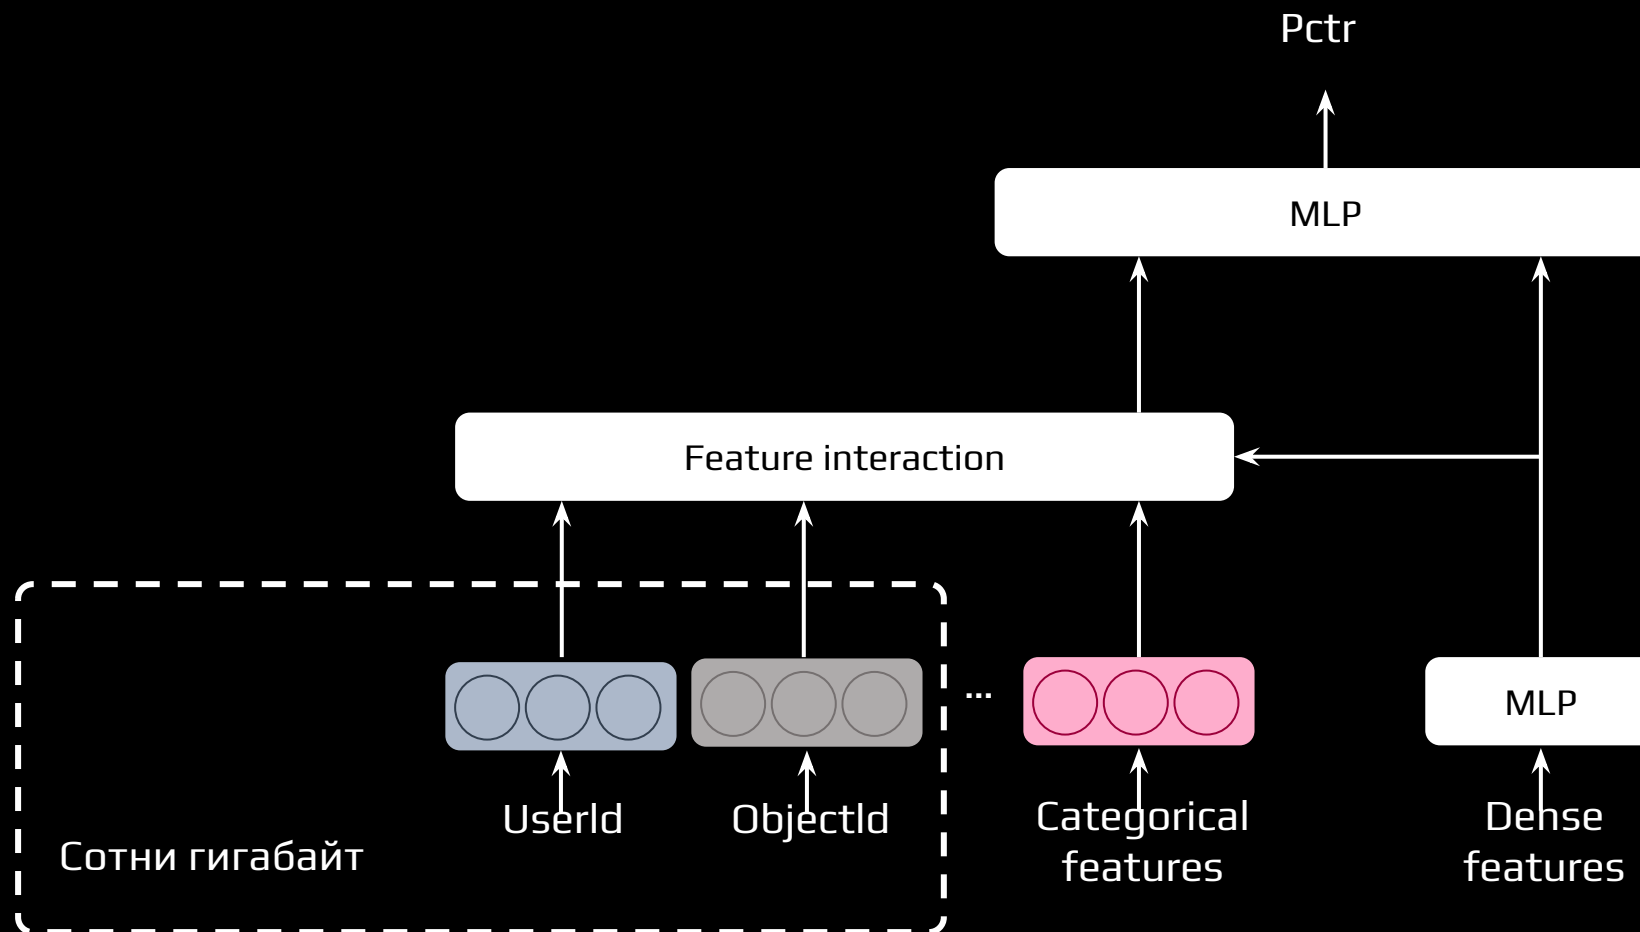 Pctr
MLP
Feature interaction
...
MLP
UserId
ObjectId
Categorical
features
Dense
features
Сотни гигабайт